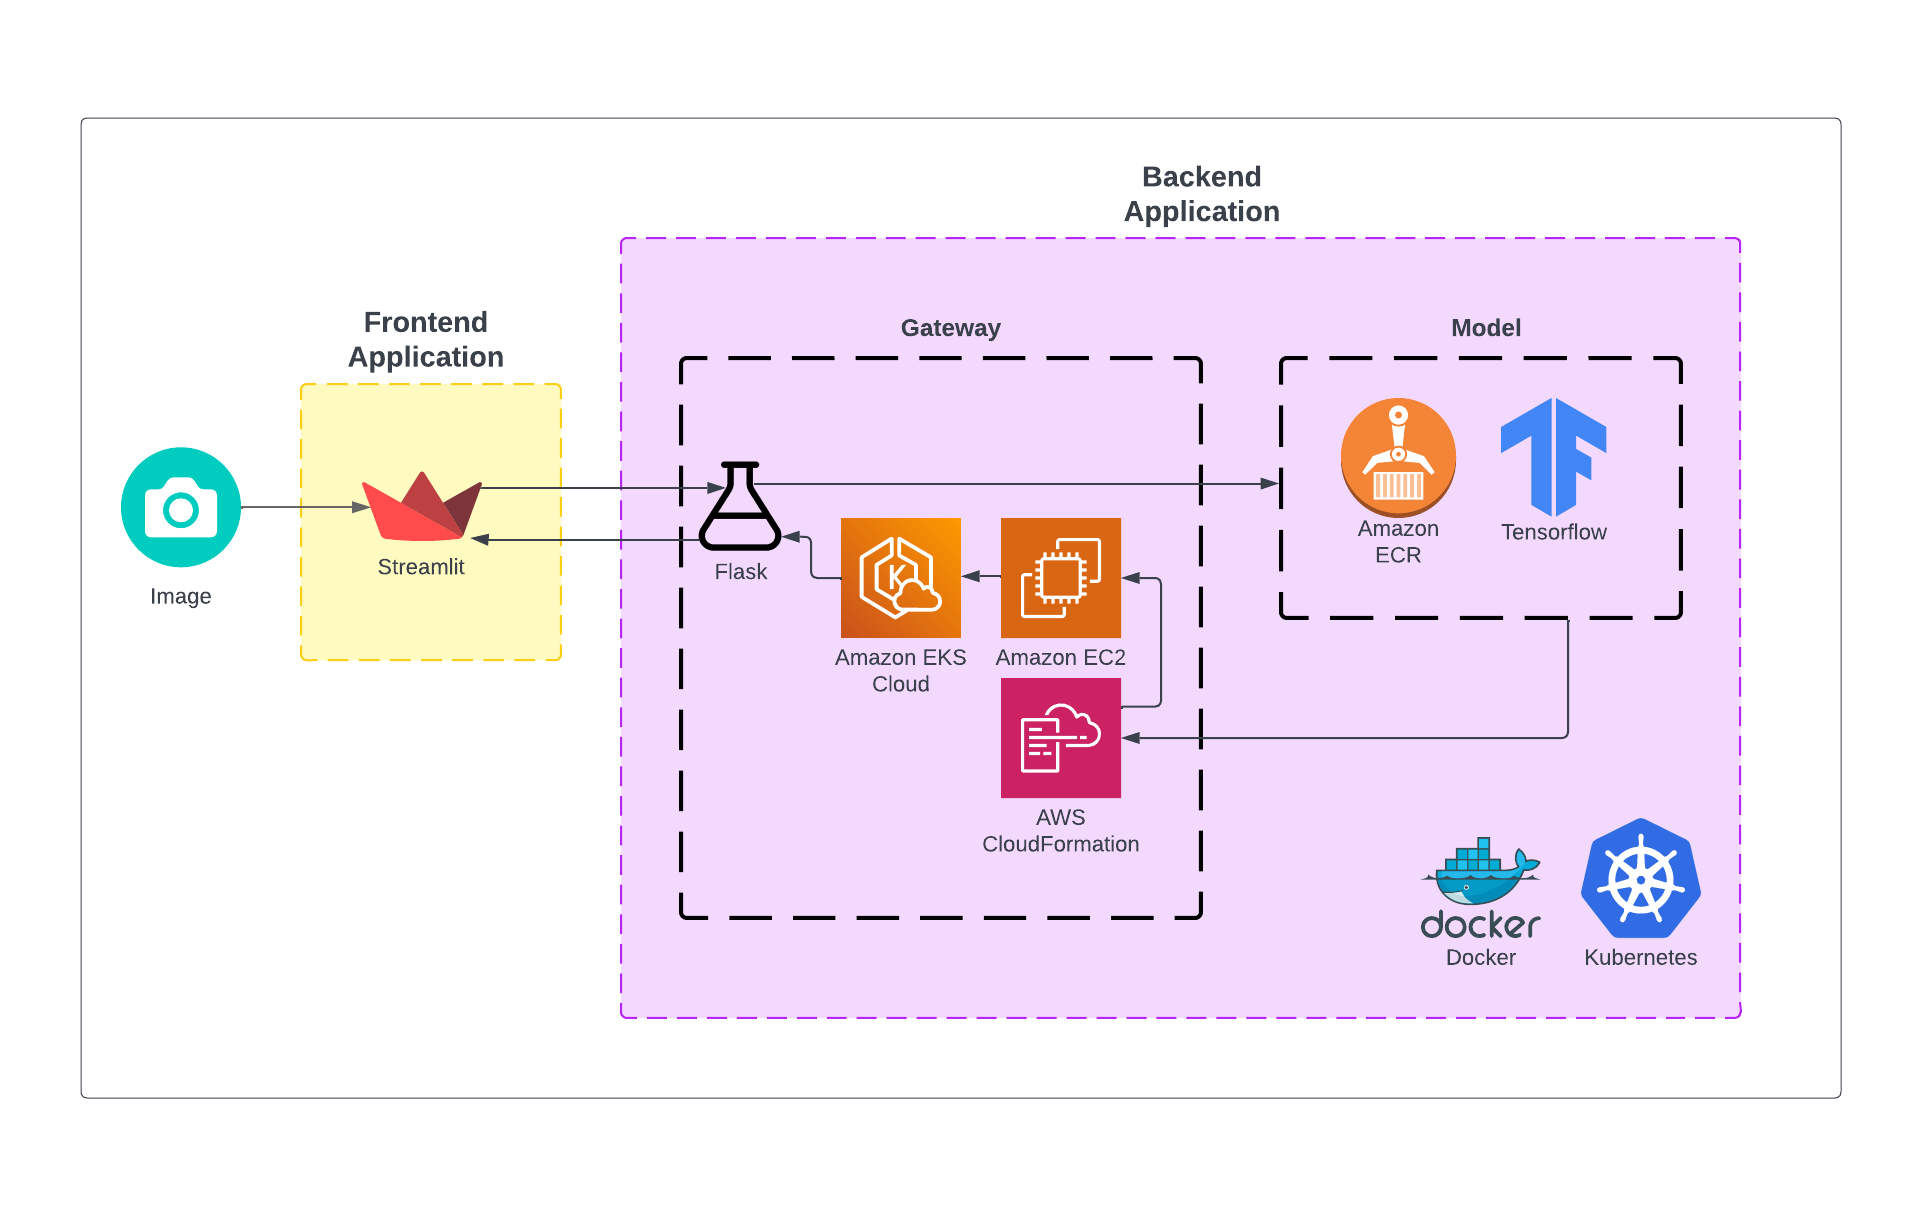 Backend
Application
Frontend
Application
Gateway
Model
Image
Streamlit
Flask
Amazon EKS
Cloud
Amazon EC2
AWS
CloudFormation
Amazon
ECR
Tensorflow
docker
Docker
Kubernetes